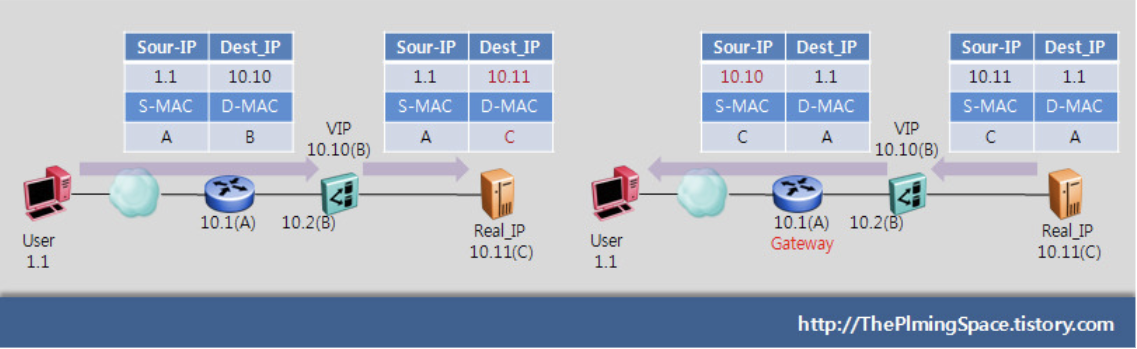 Sour-IP Dest_IP
1.1 10.10
S-MAC D-MAC
A B
Sour-IP Dest_IP
1.1 10.11
S-MAC D-MAC
A C
VIP
10.10(B)
10.1(A)
10.2(B)
User
1.1
Real_IP
10.11(C)
Sour-IP Dest_IP
10.10 1.1
S-MAC D-MAC
C A
Sour-IP Dest_IP
10.11 1.1
S-MAC D-MAC
C A
VIP
10.10(B)
10.1(A)
Gateway
10.2(B)
User
1.1
Real_IP
10.11(C)
http://ThePlmingSpace.tistory.com